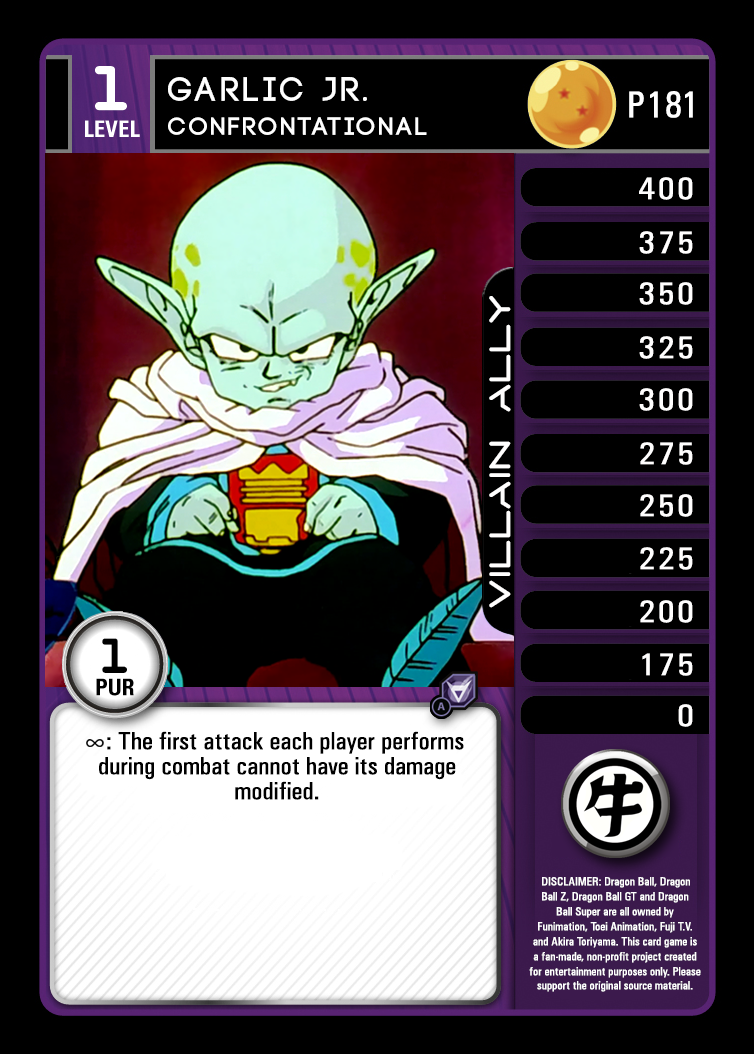 1
LEVEL
GARLIC JR.
CONFRONTATIONAL
P181
400
375
350
325
300
275
250
225
200
175
0
VILLAIN ALLY
1
PUR
A
∞: The first attack each player performs
during combat cannot have its damage
modified.
牛
DISCLAIMER: Dragon Ball, Dragon
Ball Z, Dragon Ball GT and Dragon
Ball Super are all owned by
Funimation, Toei Animation, Fuji T.V.
and Akira Toriyama. This card game is
a fan-made, non-profit project created
for entertainment purposes only. Please
support the original source material.